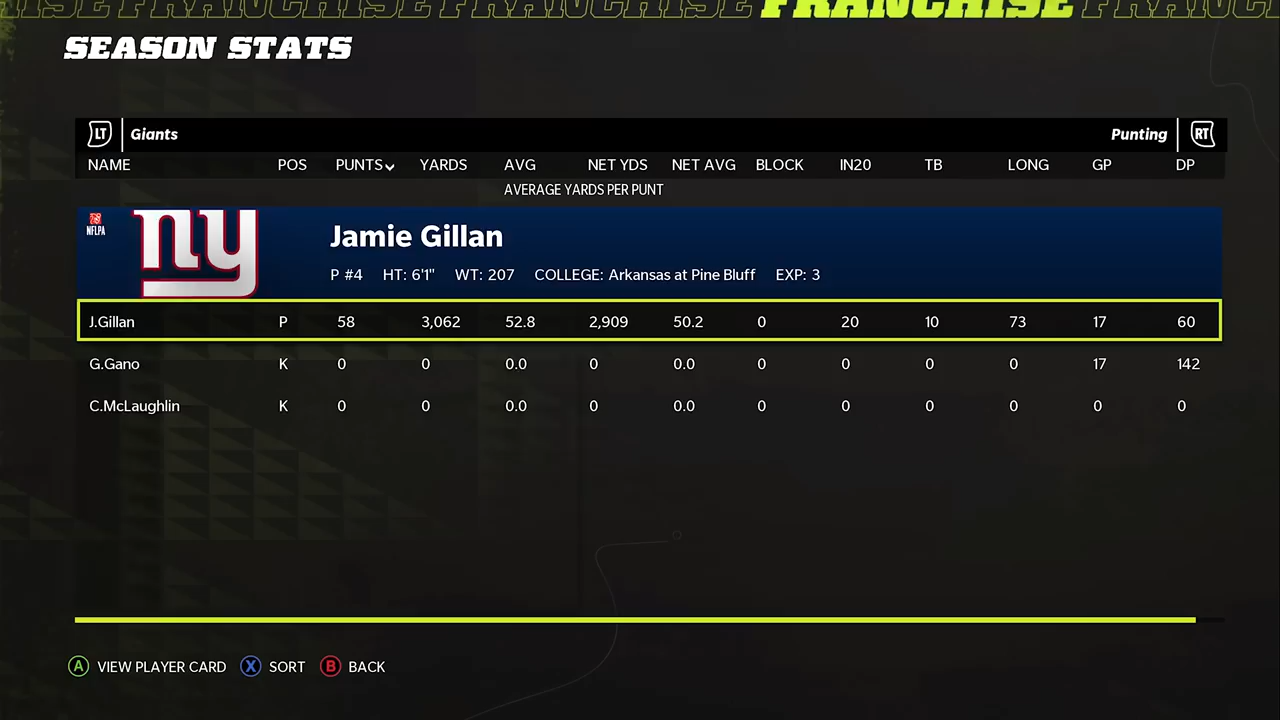 ISE FRANCHISE FRANCHISE FRANCHISE FRANCHISE FRANC
SEASON STATS
LT Giants Punting RT
NAME POS PUNTS YARDS AVG NET YDS NET AVG BLOCK IN20 TB LONG GP DP
AVERAGE YARDS PER PUNT
NFLPA
ny
Jamie Gillan
P #4 HT: 6'1" WT: 207 COLLEGE: Arkansas at Pine Bluff EXP: 3
J.Gillan P 58 3,062 52.8 2,909 50.2 0 20 10 73 17 60
G.Gano K 0 0 0.0 0 0.0 0 0 0 0 17 142
C.McLaughlin K 0 0 0.0 0 0.0 0 0 0 0 0 0
A VIEW PLAYER CARD X SORT B BACK